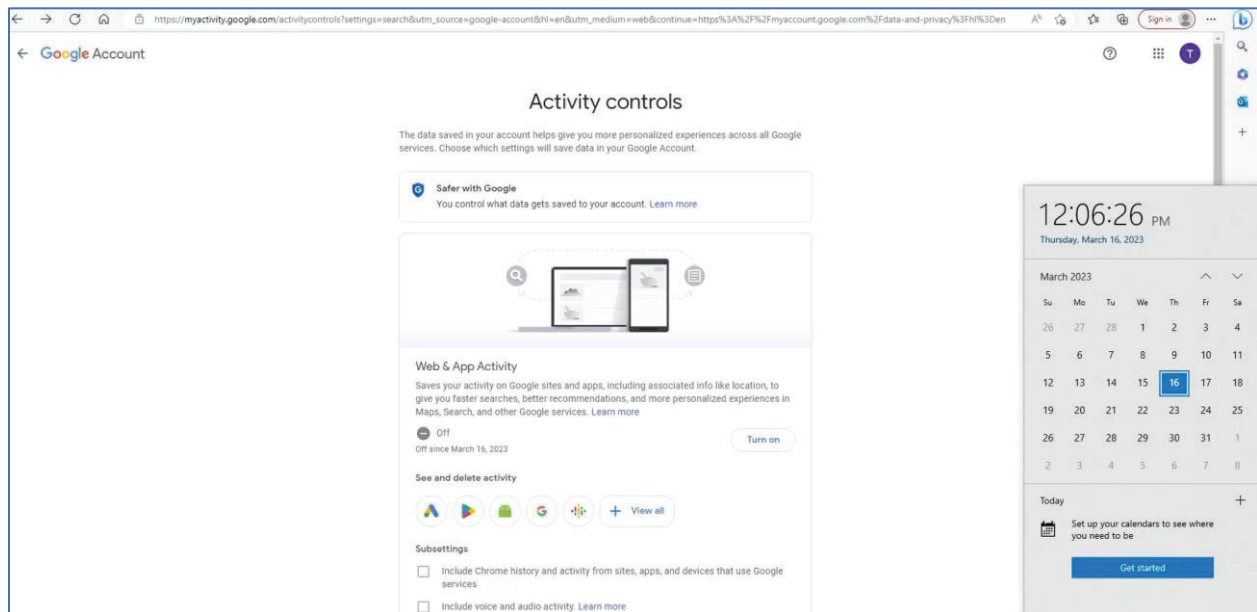 https://myactivity.google.com/activitycontrols?settings=search&utm_source=google-account&hl=en&utm_medium=web&continue=https%3A%2F%2Fmyaccount.google.com%2Fdata-and-privacy%3Fhl%3Den
Sign in
Google Account
T
Activity controls
The data saved in your account helps give you more personalized experiences across all Google
services. Choose which settings will save data in your Google Account.
Safer with Google
You control what data gets saved to your account. Learn more
Web & App Activity
Saves your activity on Google sites and apps, including associated info like location, to
give you faster searches, better recommendations, and more personalized experiences in
Maps, Search, and other Google services. Learn more
Off
Off since March 16, 2023
Turn on
See and delete activity
View all
Subsettings
Include Chrome history and activity from sites, apps, and devices that use Google
services
Include voice and audio activity. Learn more
12:06:26 PM
Thursday, March 16, 2023
March 2023
Su Mo Tu We Th Fr Sa
26 27 28 1 2 3 4
5 6 7 8 9 10 11
12 13 14 15 16 17 18
19 20 21 22 23 24 25
26 27 28 29 30 31 1
2 3 4 5 6 7 8
Today
Set up your calendars to see where
you need to be
Get started